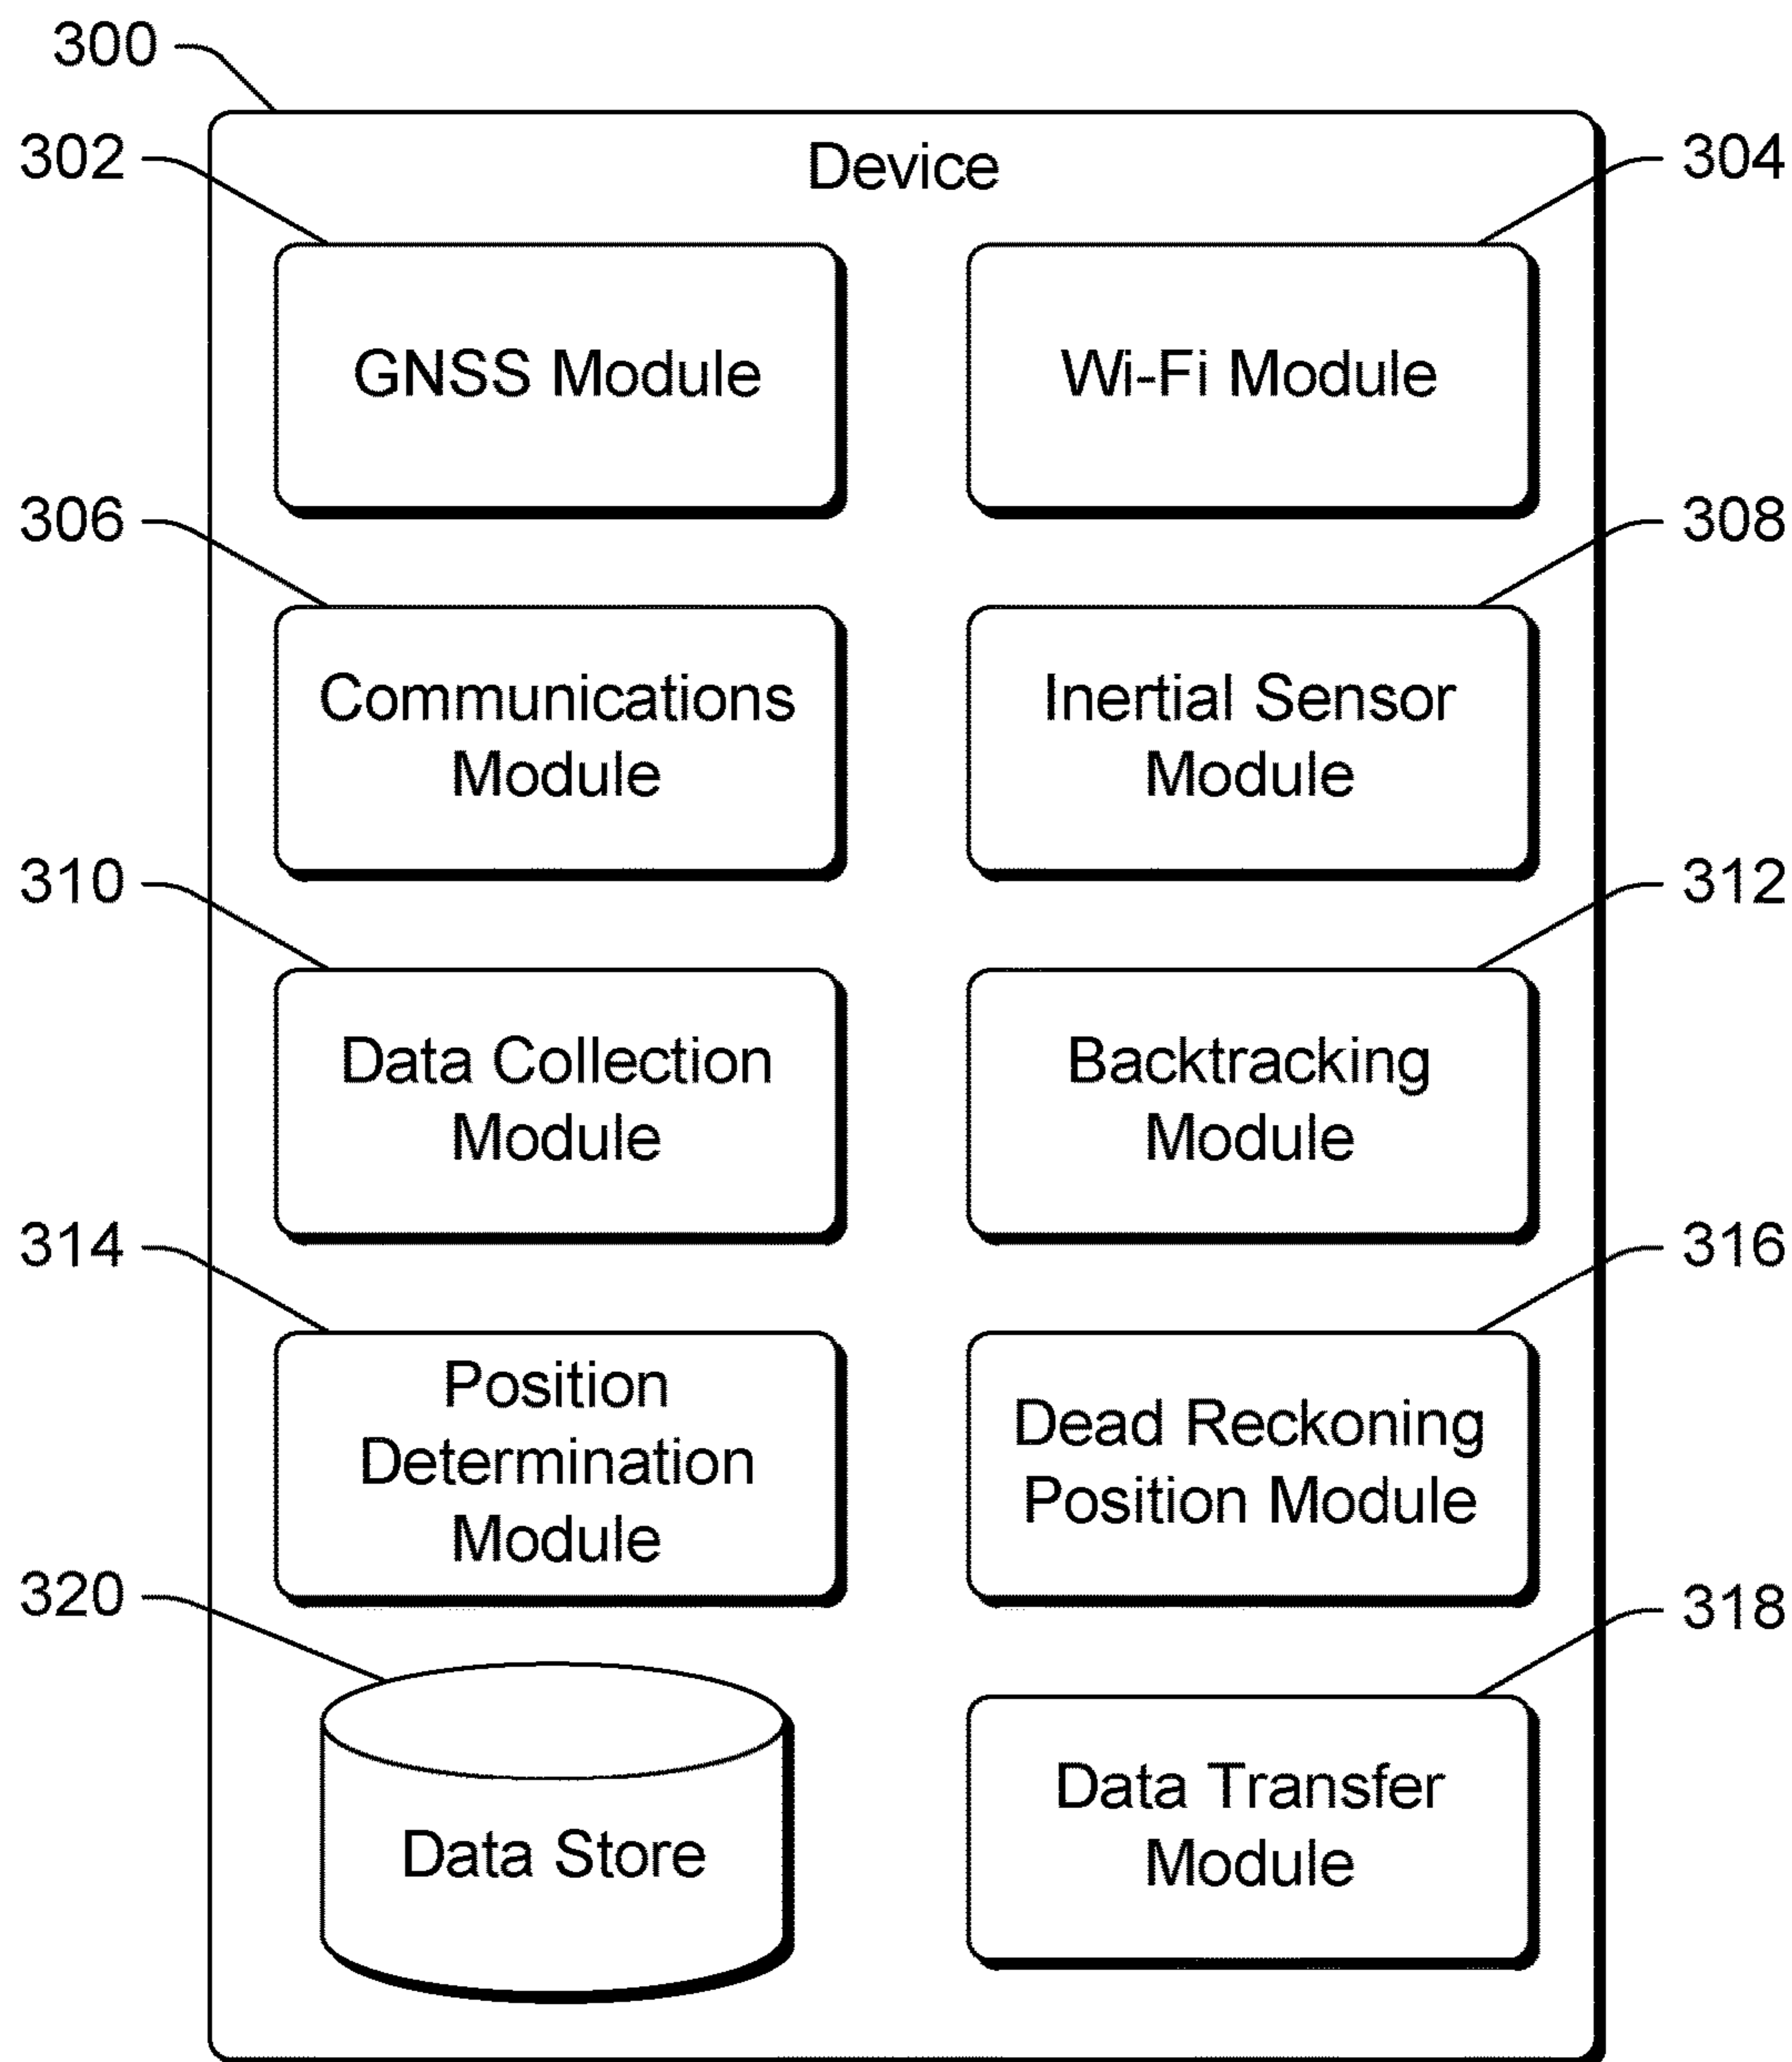 300
302
Device
304
GNSS Module
Wi-Fi Module
306
308
Communications
Module
Inertial Sensor
Module
310
312
Data Collection
Module
Backtracking
Module
314
316
Position
Determination
Module
Dead Reckoning
Position Module
320
318
Data Store
Data Transfer
Module